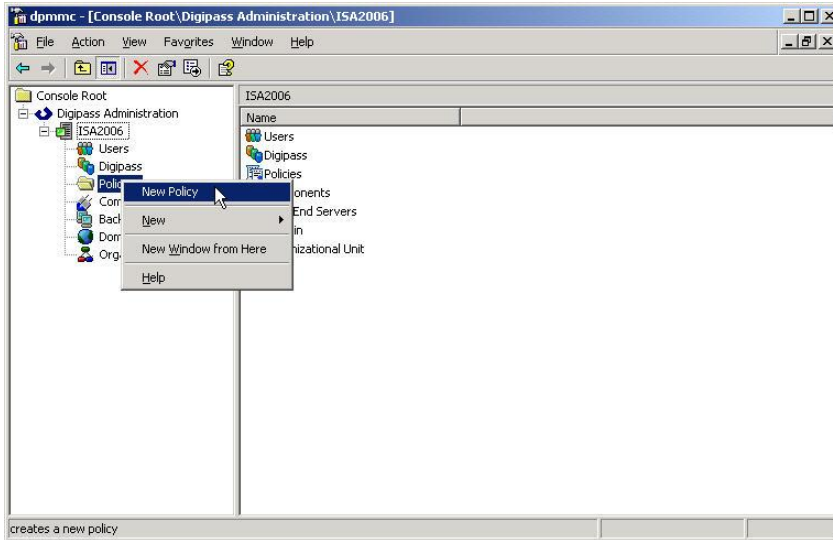 dpmmc - [Console Root\Digipass Administration\ISA2006]
File Action View Favorites Window Help
Console Root
Digipass Administration
ISA2006
Users
Digipass
New Policy
New
New Window from Here
Help
ISA2006
Name
Users
Digipass
Policies
End Servers
creates a new policy